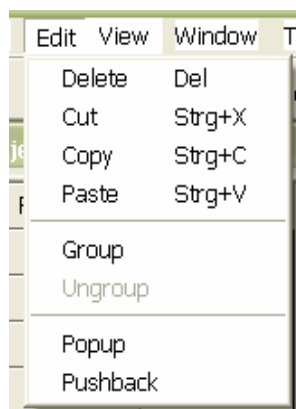 Edit View Window T
Delete Del
Cut Strg+X
Copy Strg+C
Paste Strg+V
Group
Ungroup
Popup
Pushback